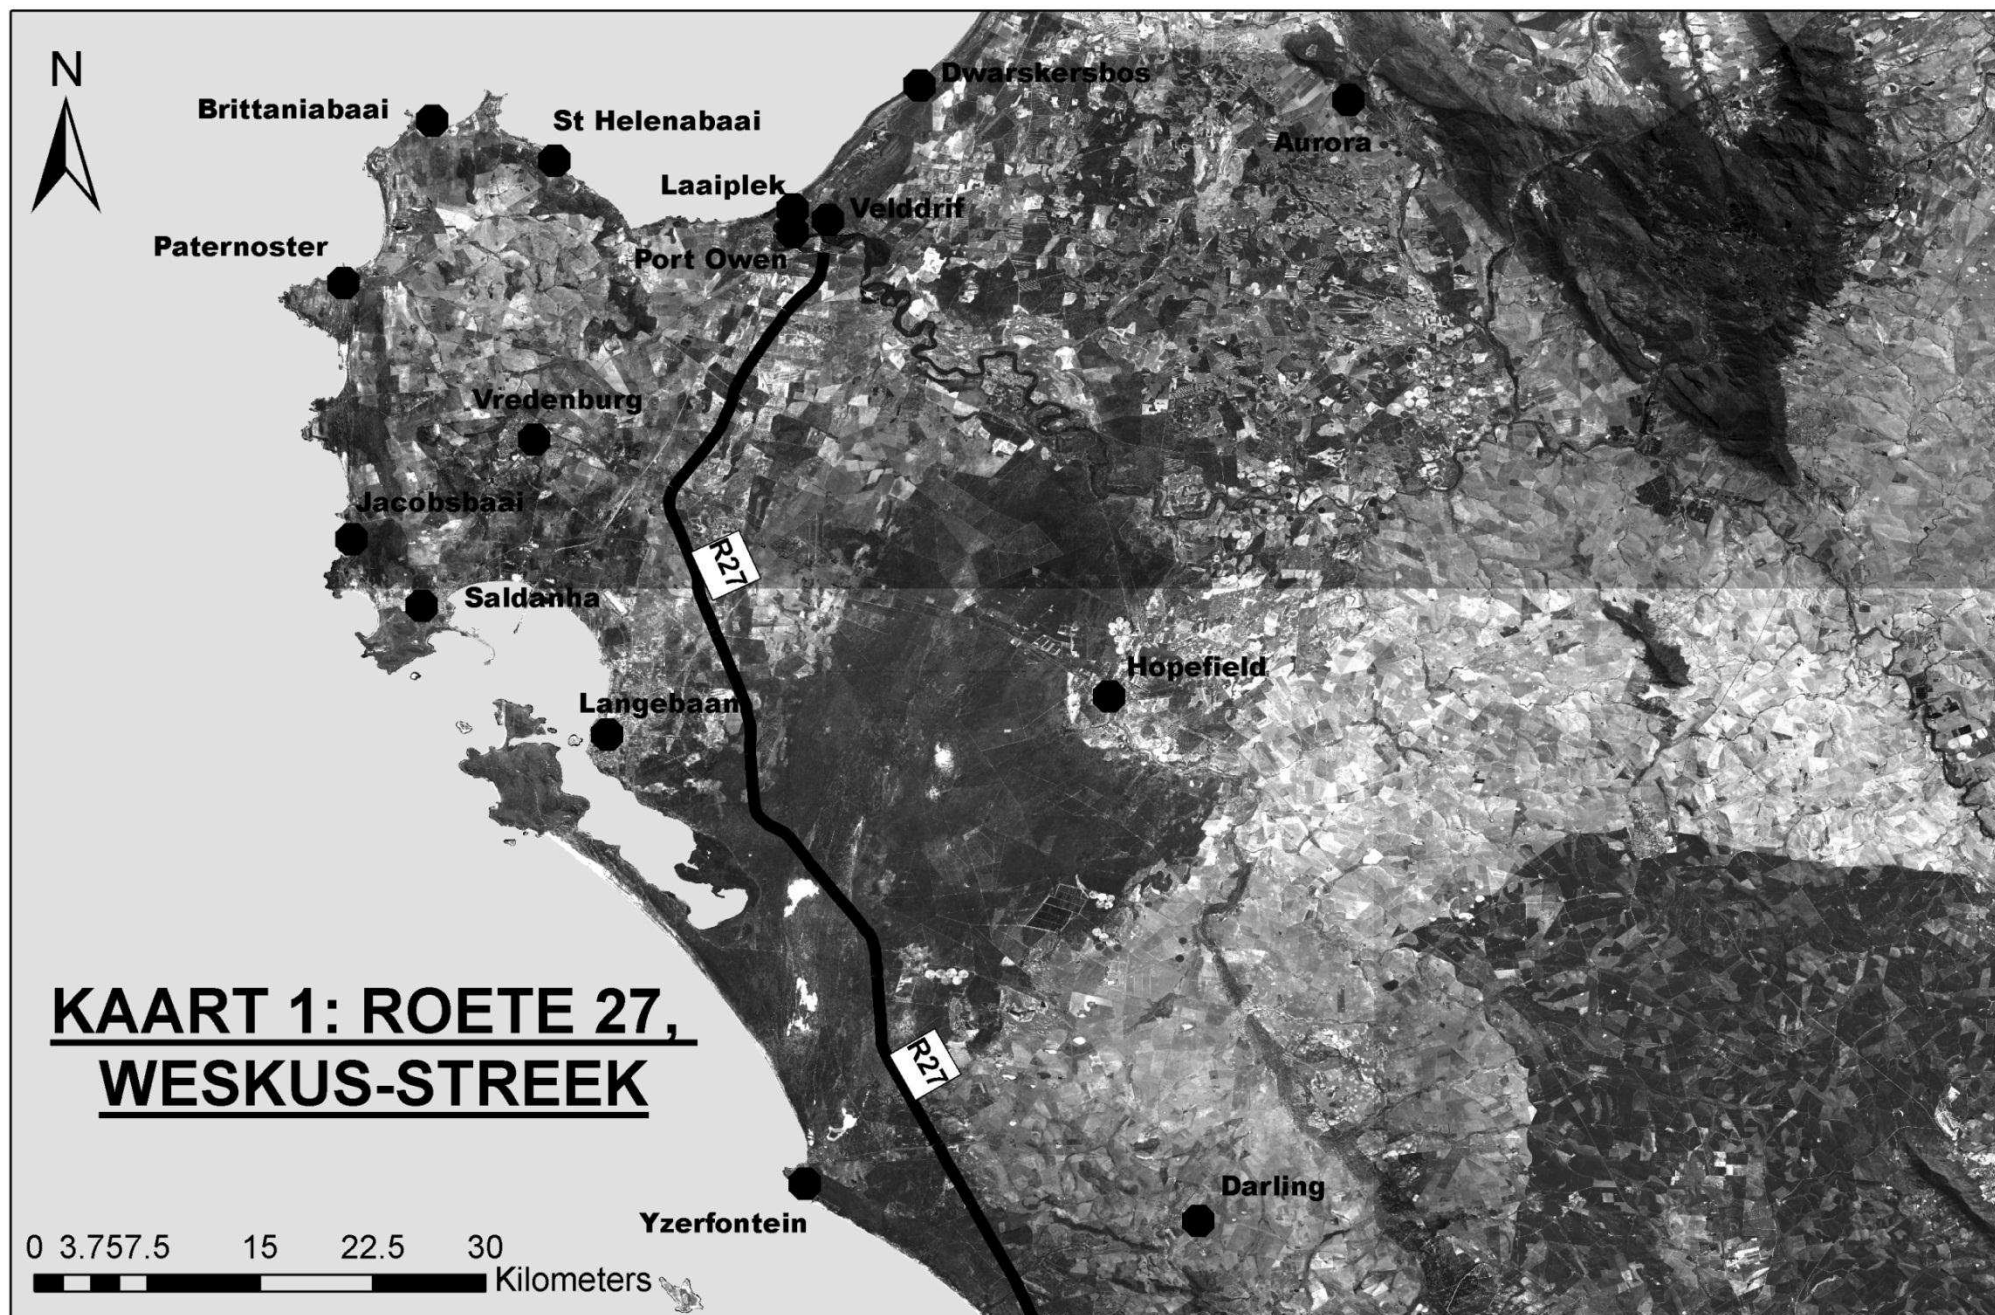 N
Dwarskersbos
Brittaniabaai
St Helenabaai
Aurora
Laaiplek
Velddrif
Paternoster
Port Owen
Vredenburg
Jacobsbaai
R27
Saldanha
Hopefield
Langebaan
KAART 1: ROETE 27,
WESKUS-STREEK
R27
Darling
Yzerfontein
0 3.757.5 15 22.5 30
Kilometers